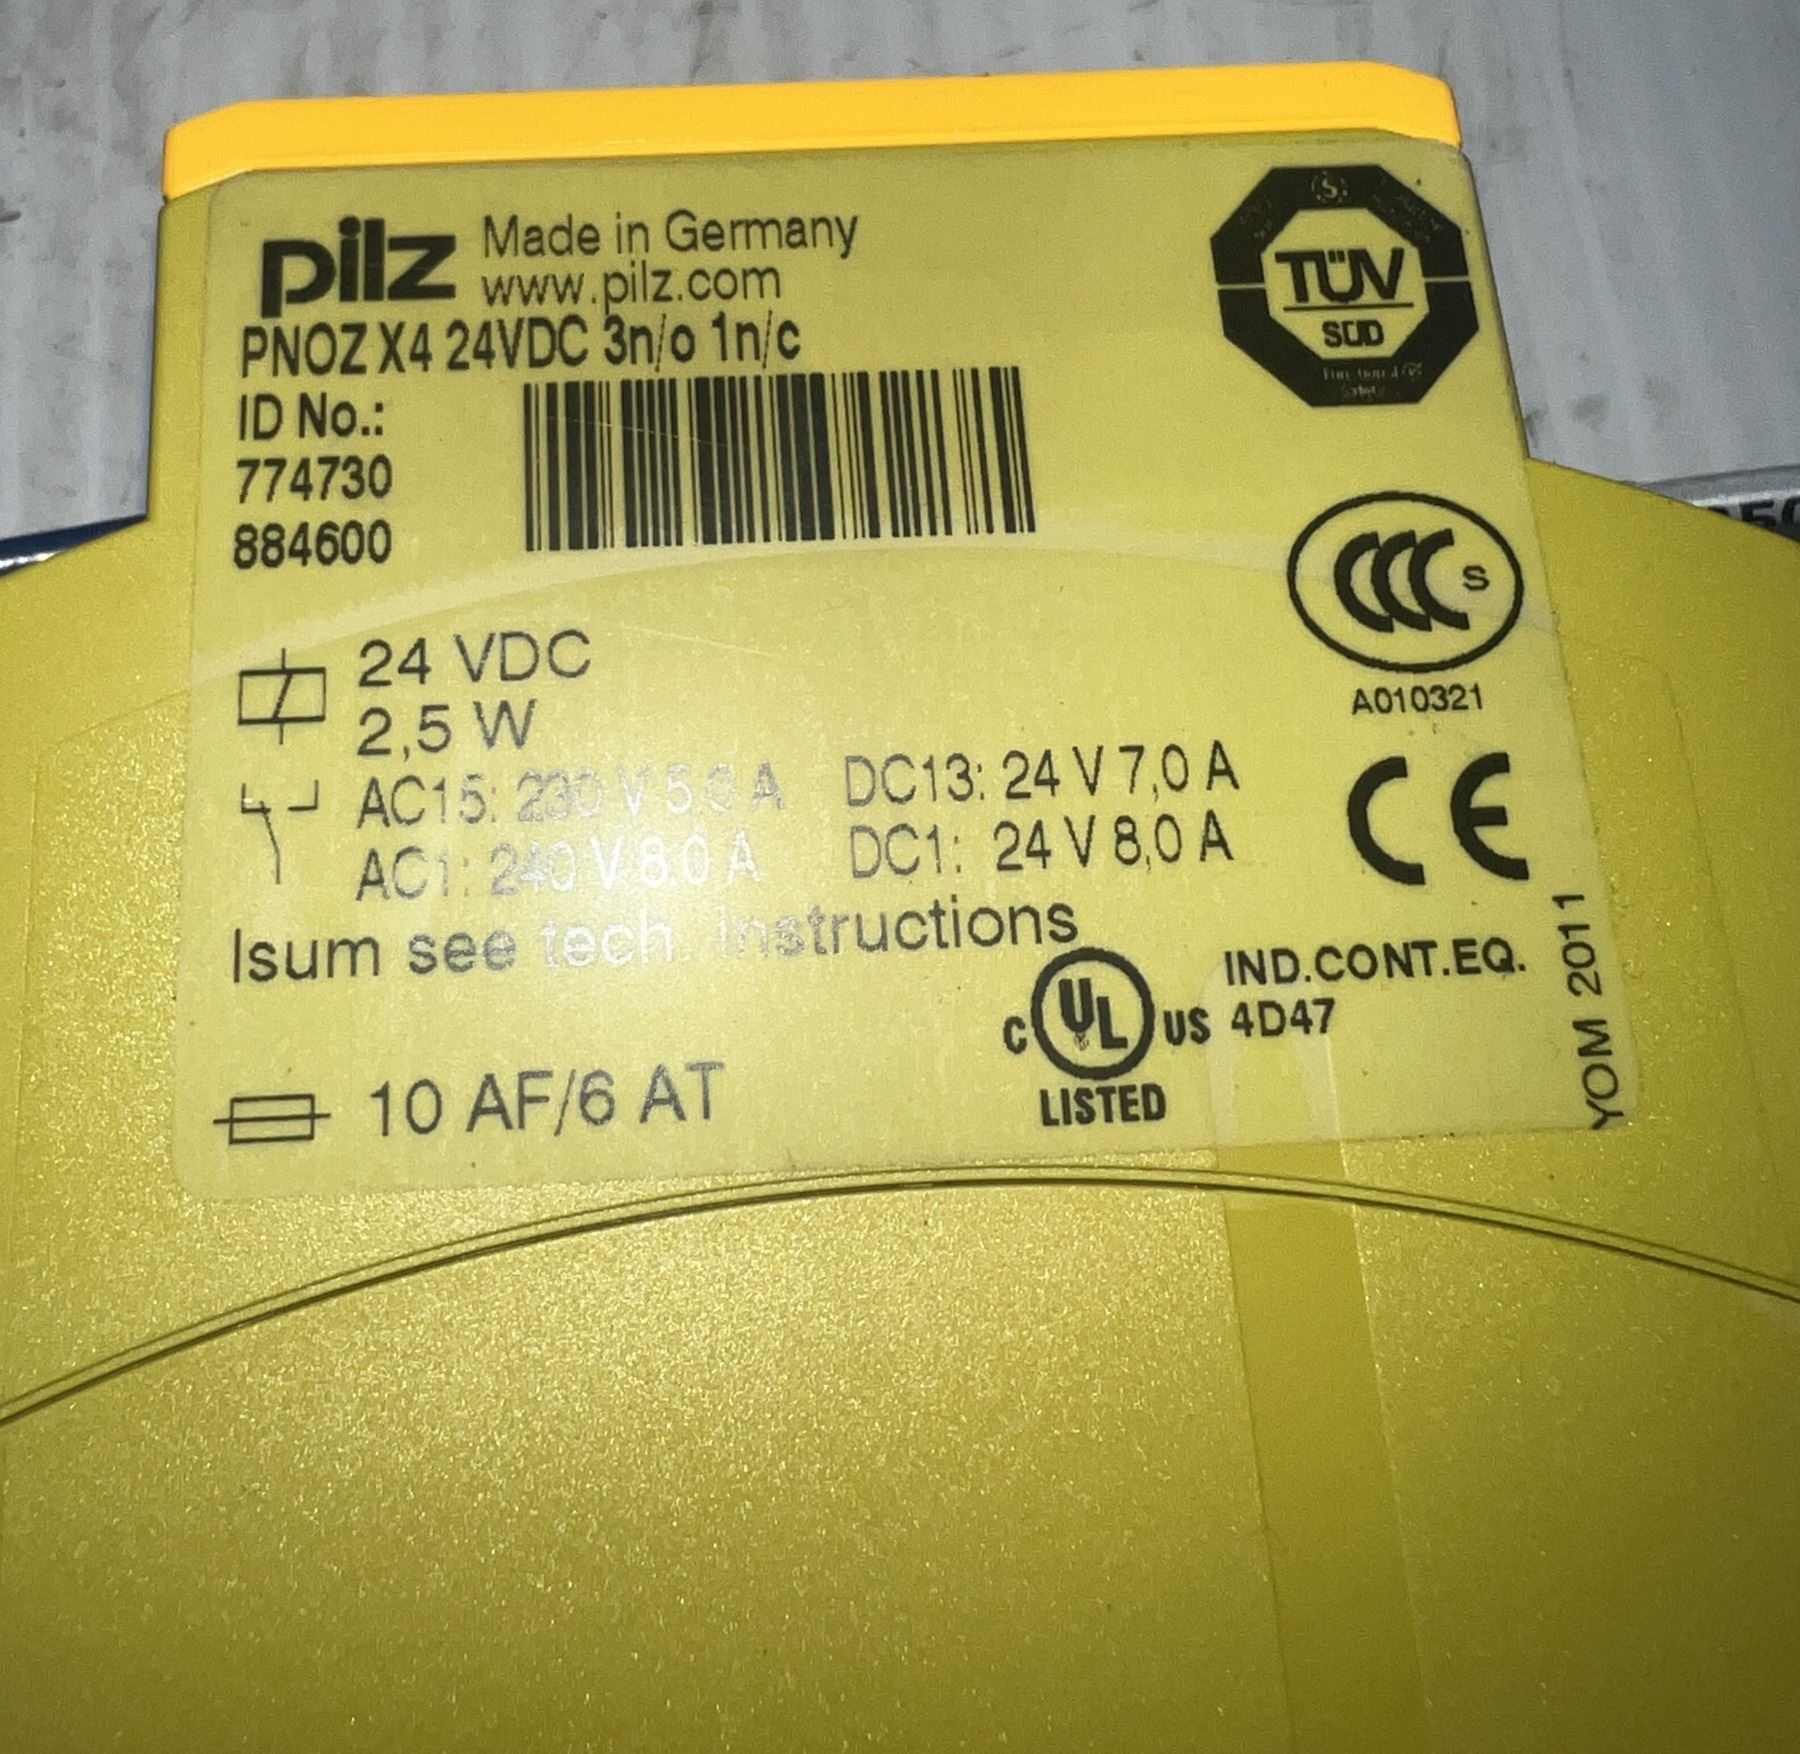 pilz Made in Germany
www.pilz.com
PNOZ X4 24VDC 3n/o 1n/c
ID No.:
774730
884600
TÜV
SÜD
S
A010321
24 VDC
2,5 W
AC15: 230 V 5,0 A DC13: 24 V 7,0 A
AC1: 240 V 8,0 A DC1: 24 V 8,0 A
Isum see tech. instructions
CE
C UL US LISTED
IND.CONT.EQ.
4D47
YOM 2011
10 AF/6 AT